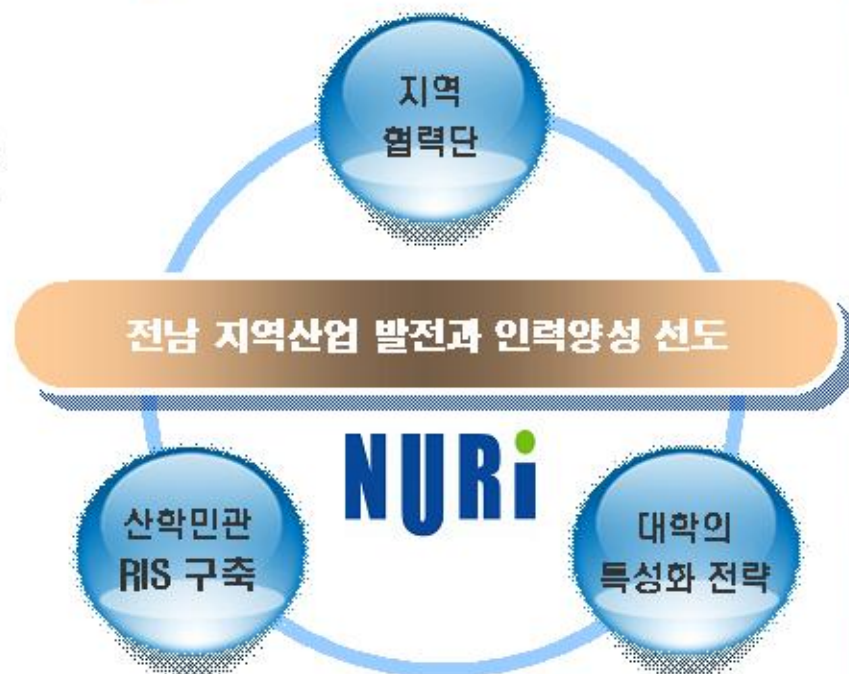 지역
협력단
전남 지역산업 발전과 인력양성 선도
NURi
산학민관
RIS 구축
대학의
특성화 전략